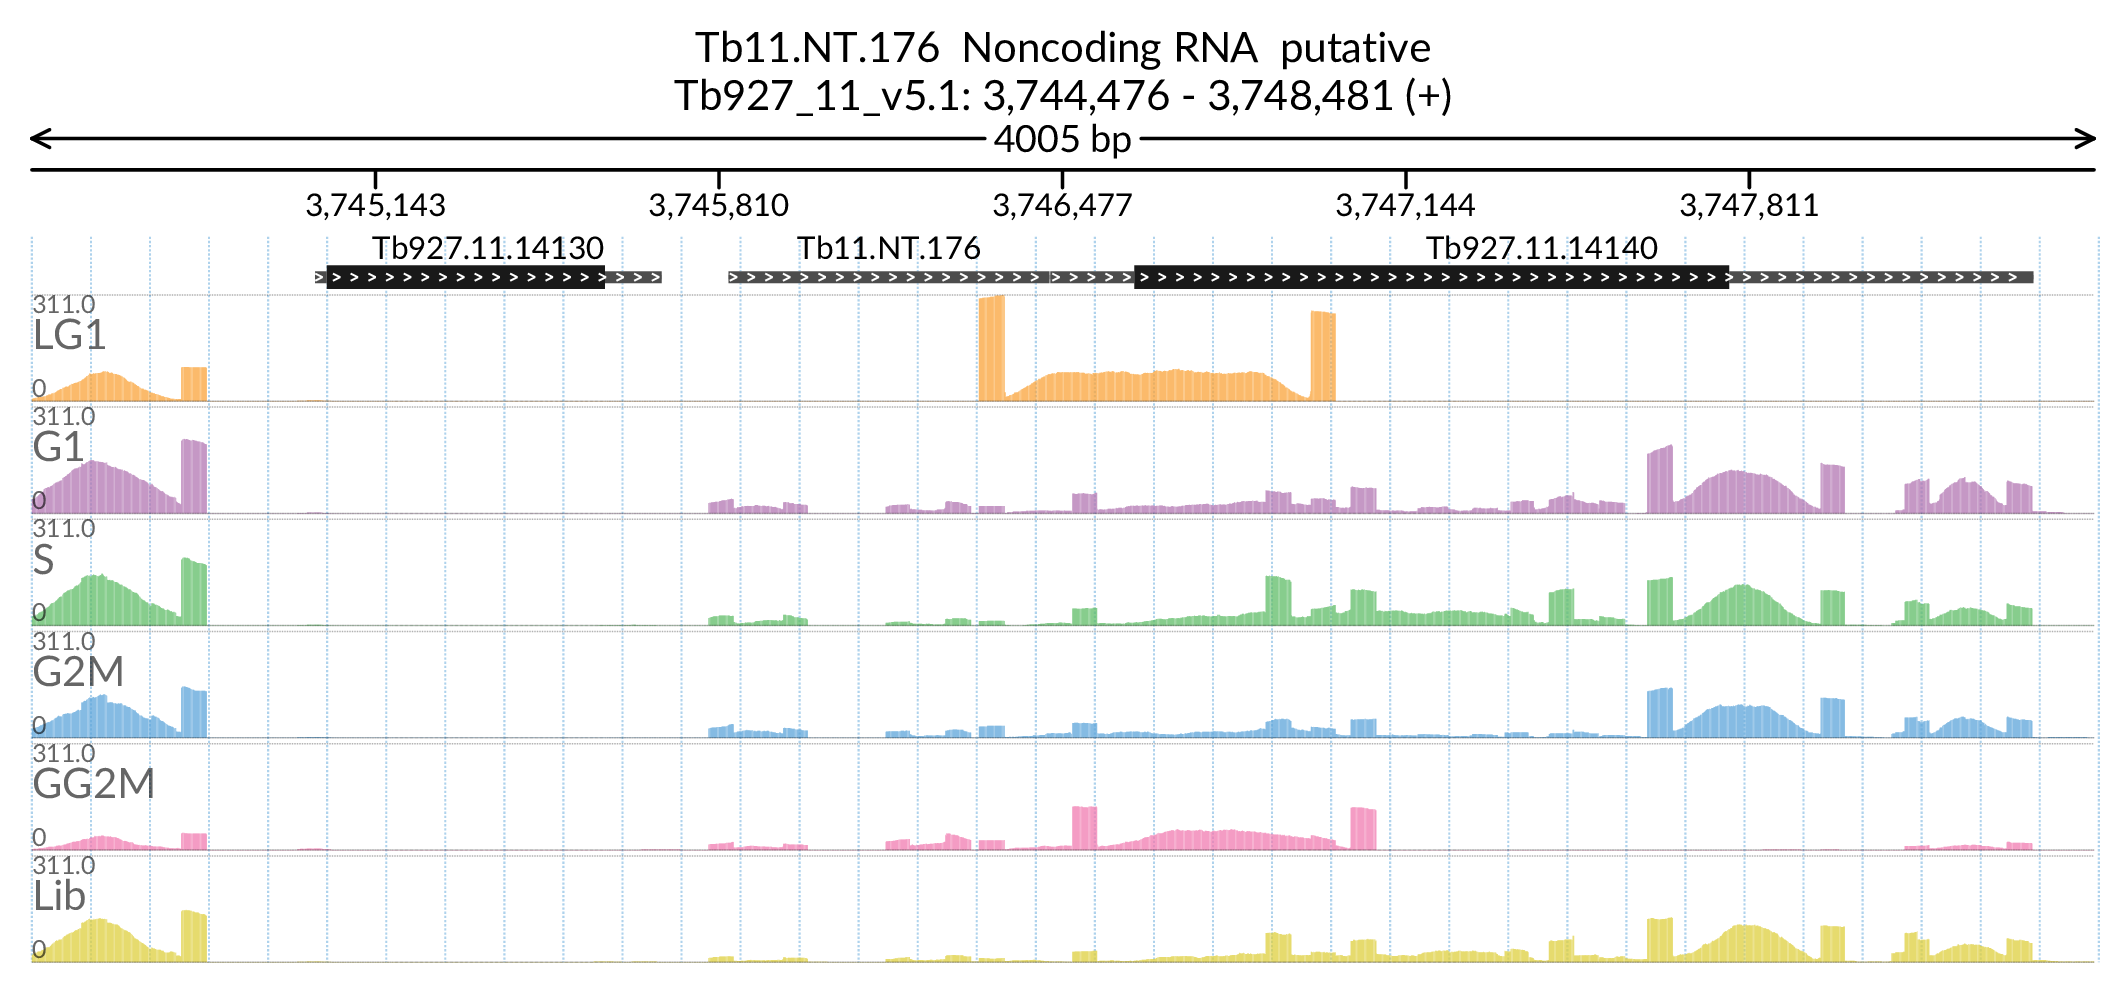 Tb11.NT.176 Noncoding RNA putative
Tb927_11_v5.1: 3,744,476 - 3,748,481 (+)
4005 bp
3,745,143 3,745,810 3,746,477 3,747,144 3,747,811
Tb927.11.14130 Tb11.NT.176 Tb927.11.14140
311.0
LG1
0
311.0
G1
0
311.0
S
0
311.0
G2M
0
311.0
GG2M
0
311.0
Lib
0